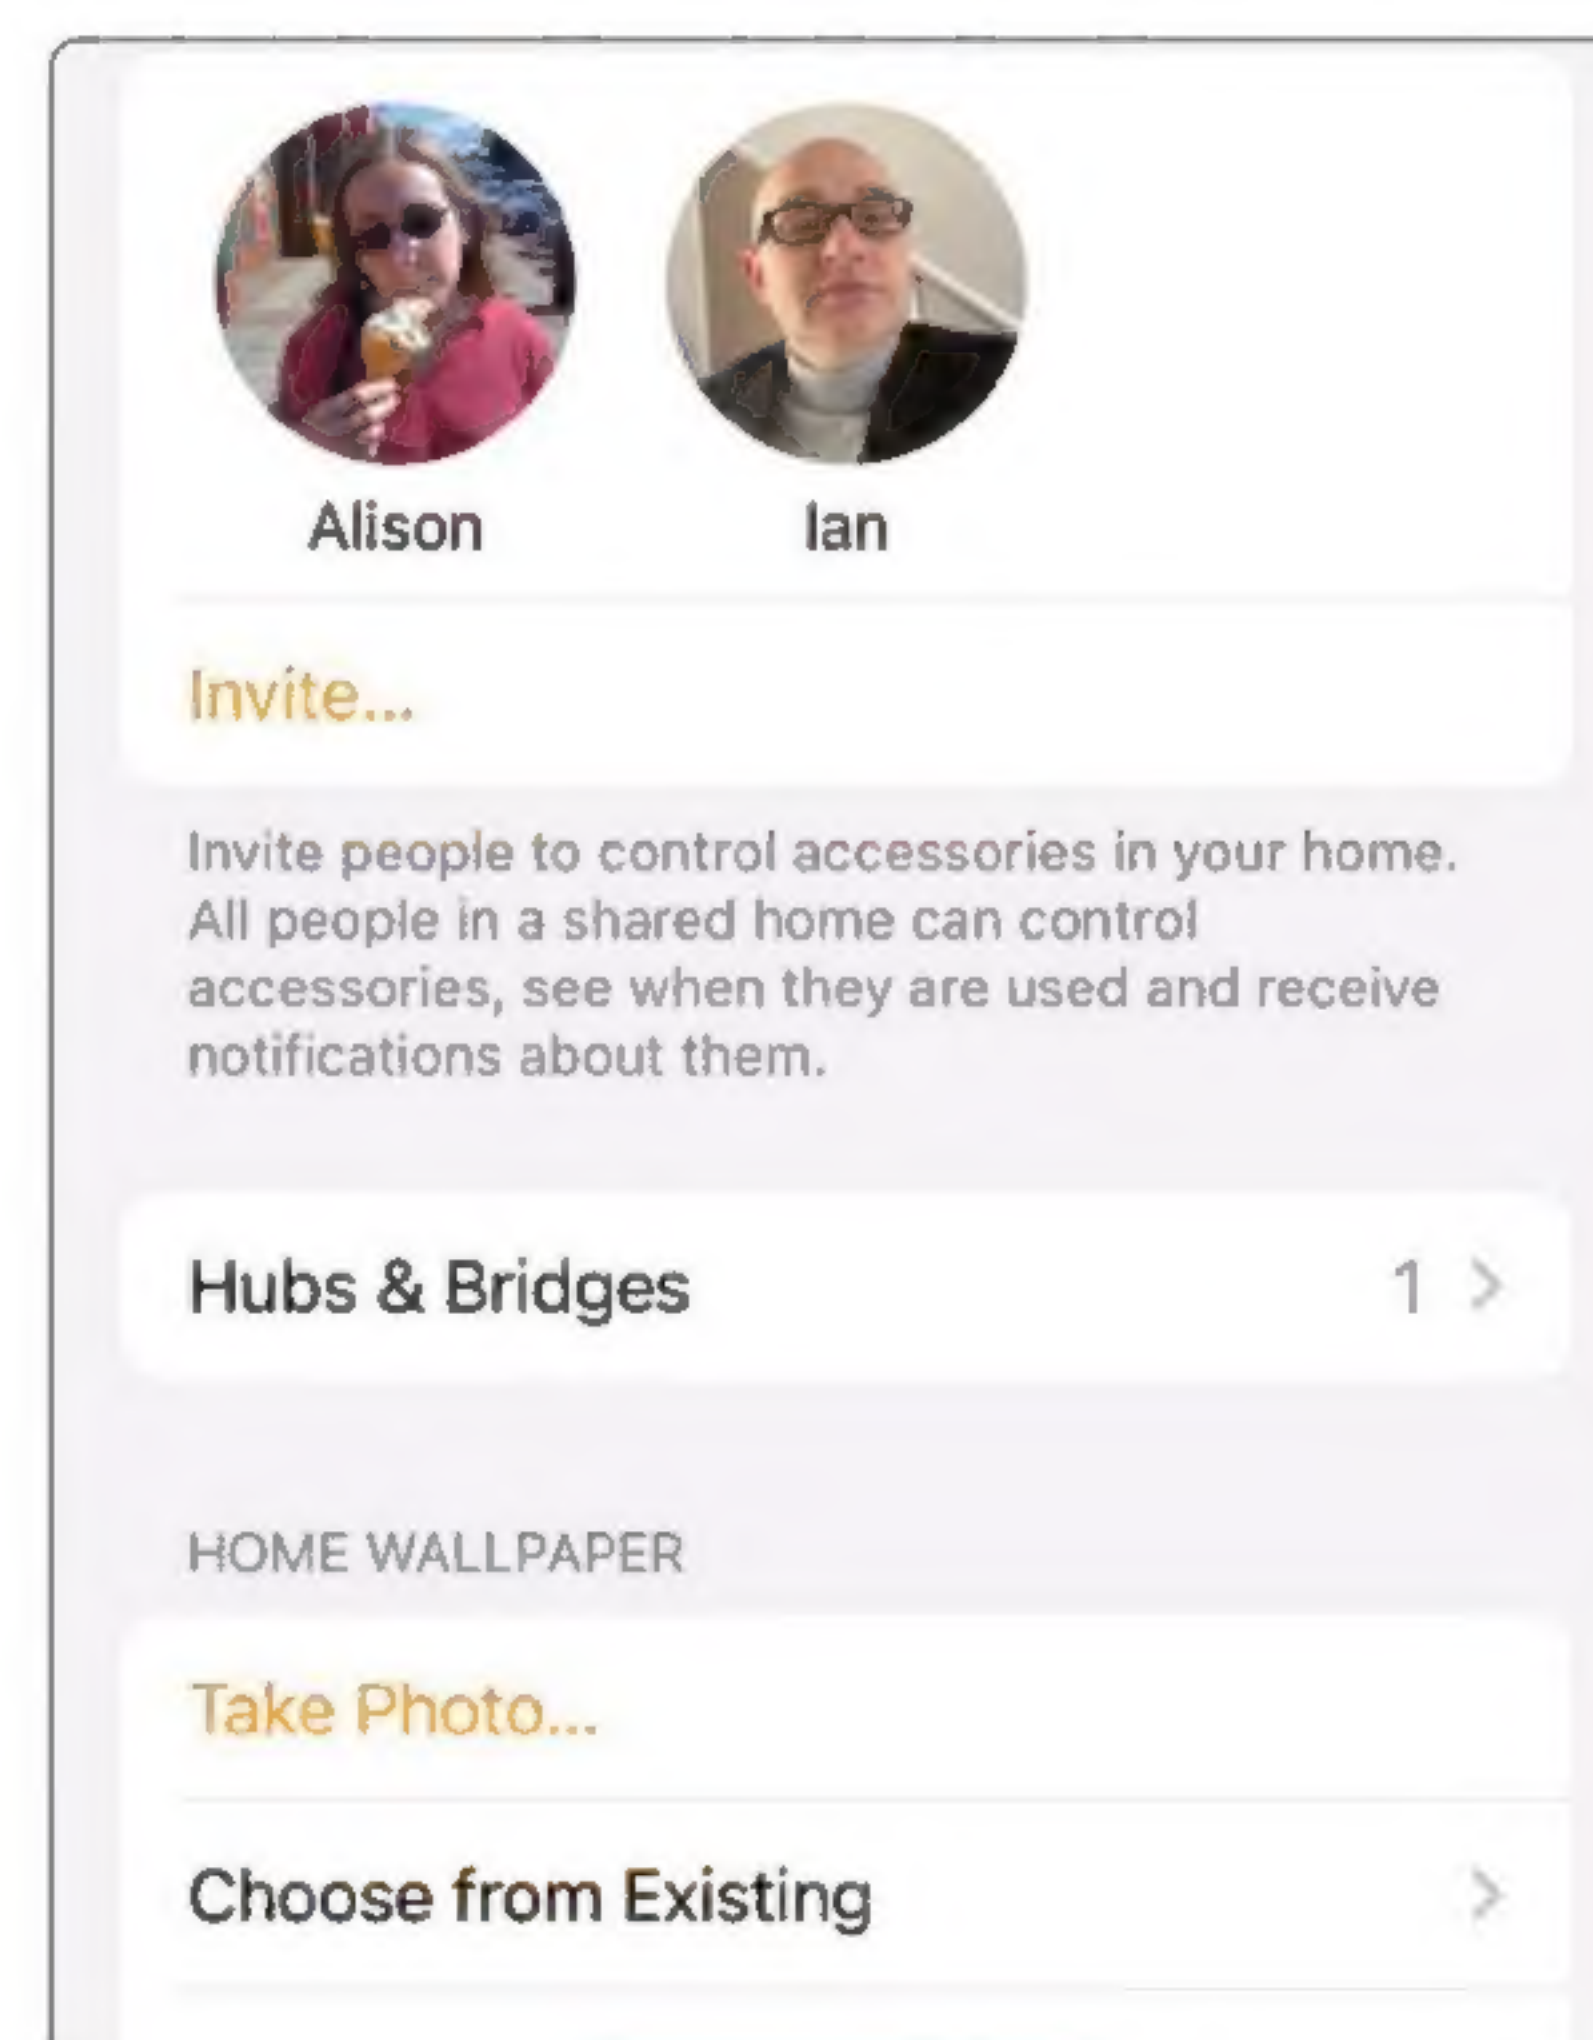 Alison Ian
Invite...
Invite people to control accessories in your home.
All people in a shared home can control
accessories, see when they are used and receive
notifications about them.
Hubs & Bridges 1
HOME WALLPAPER
Take Photo...
Choose from Existing